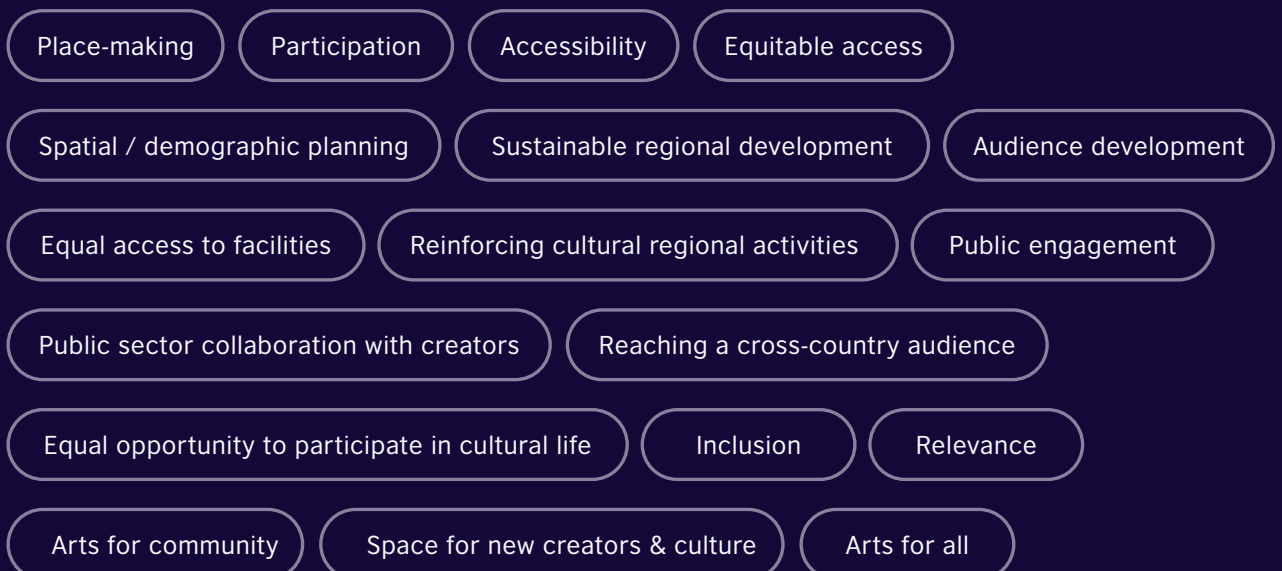 Place-making Participation Accessibility Equitable access
Spatial / demographic planning Sustainable regional development Audience development
Equal access to facilities Reinforcing cultural regional activities Public engagement
Public sector collaboration with creators Reaching a cross-country audience
Equal opportunity to participate in cultural life Inclusion Relevance
Arts for community Space for new creators & culture Arts for all